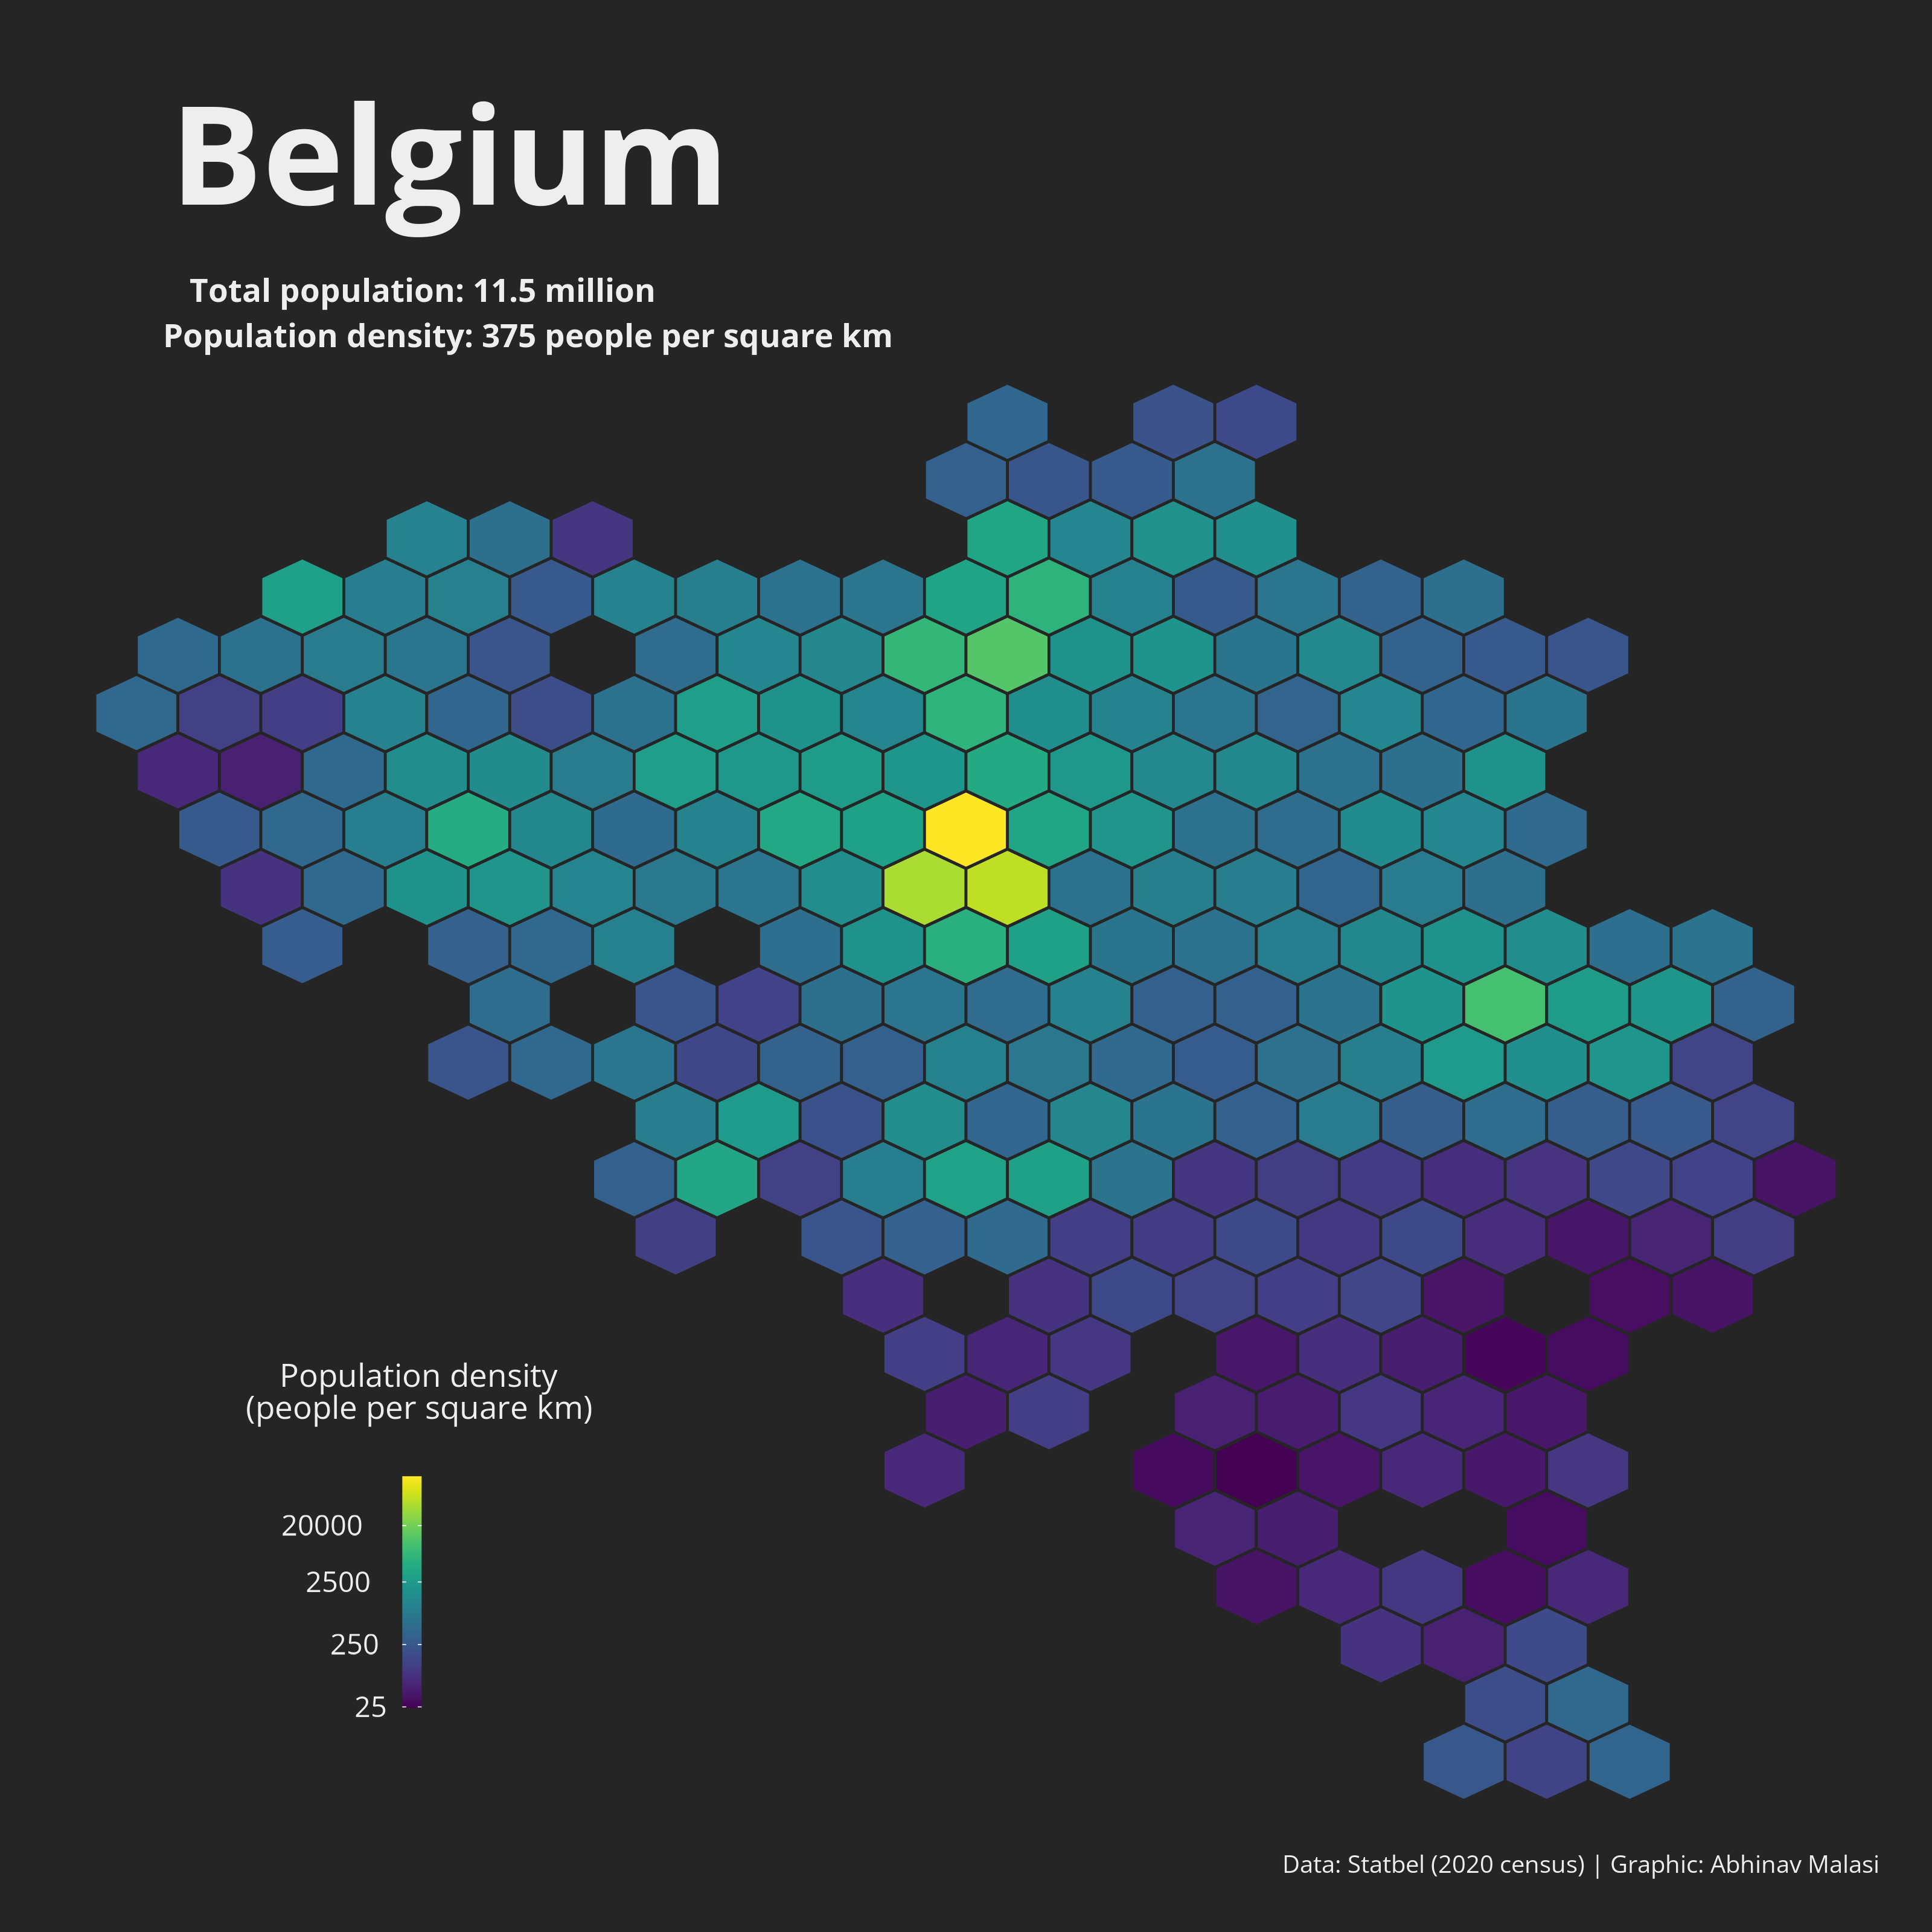 Belgium
Total population: 11.5 million
Population density: 375 people per square km
Population density
(people per square km)
20000
2500
250
25
Data: Statbel (2020 census) | Graphic: Abhinav Malasi